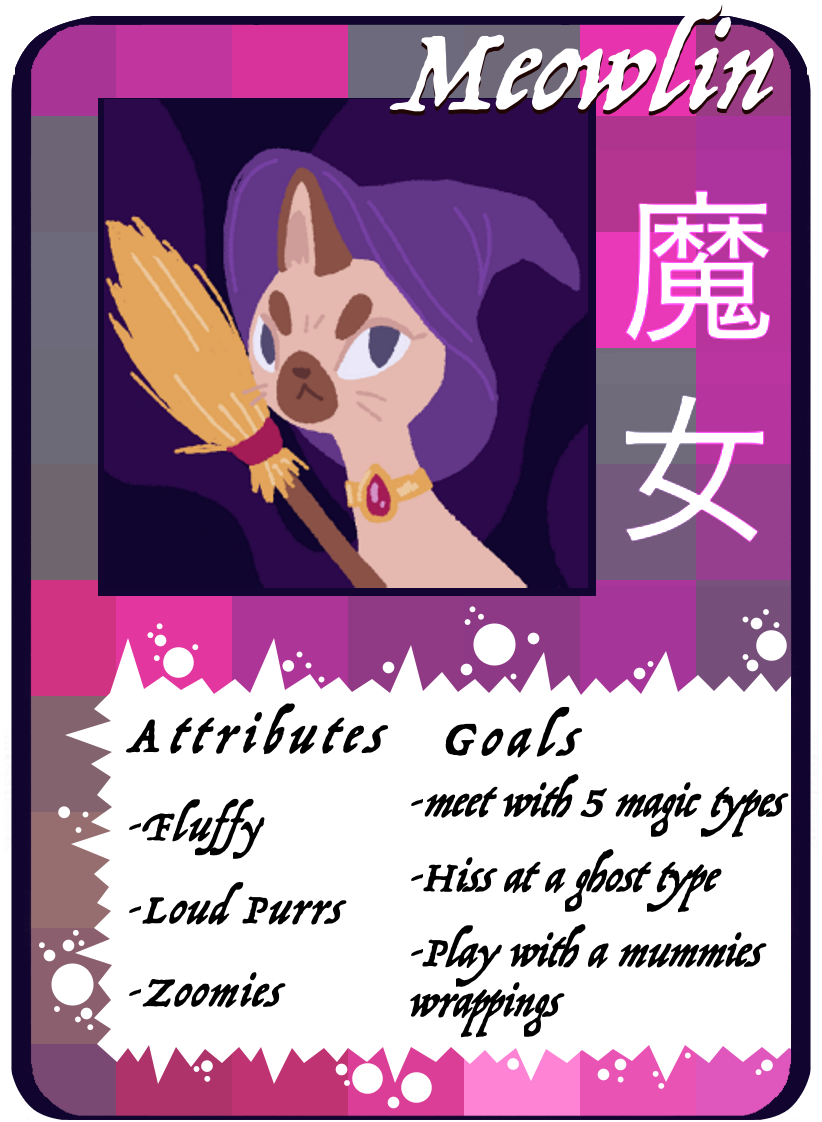 Meowlin
魔
女
Attributes
-Fluffy
-Loud Purrs
-Zoomies
Goals
-meet with 5 magic types
-Hiss at a ghost type
-Play with a mummies
wrappings